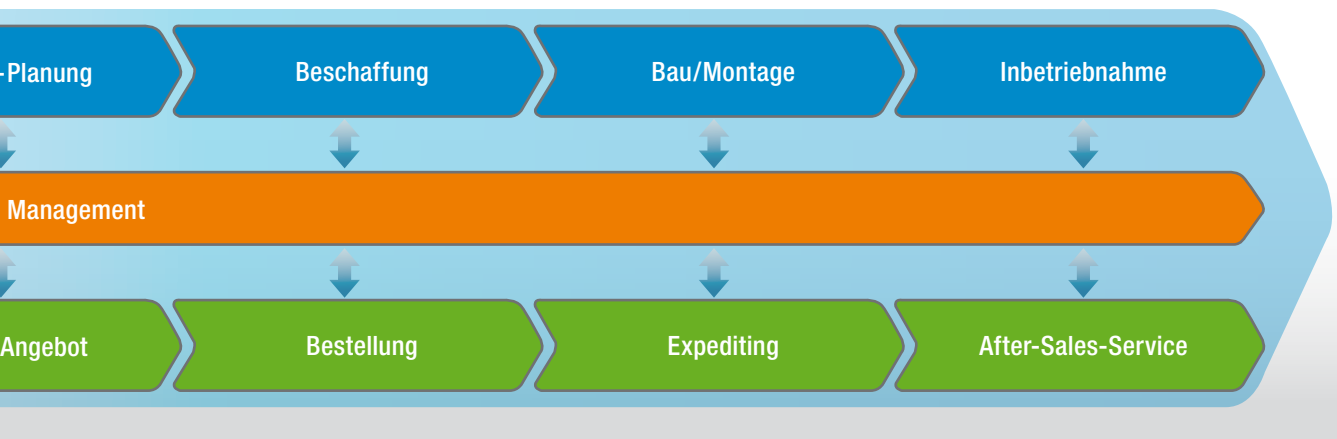 -Planung
Beschaffung
Bau/Montage
Inbetriebnahme
Management
Angebot
Bestellung
Expediting
After-Sales-Service